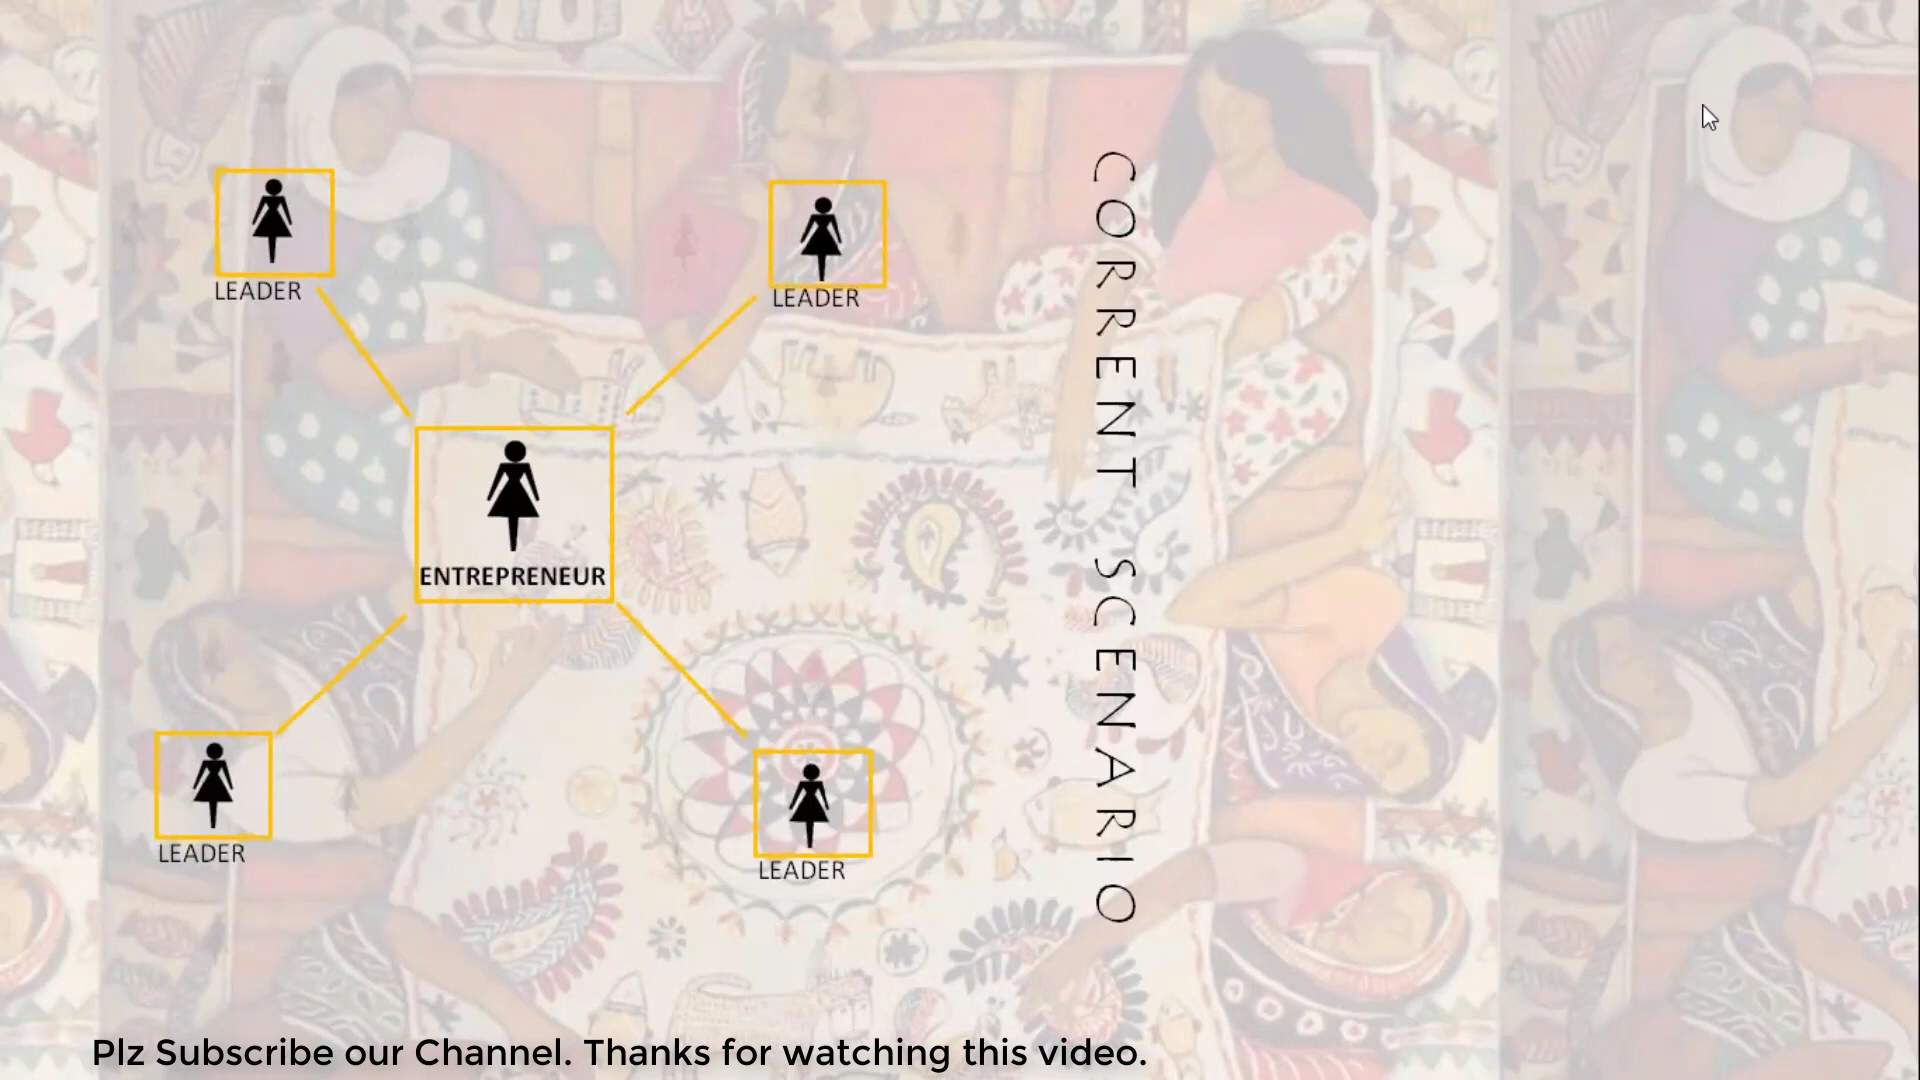 LEADER
LEADER
ENTREPRENEUR
LEADER
LEADER
CORRENT SCENARIO
Plz Subscribe our Channel. Thanks for watching this video.